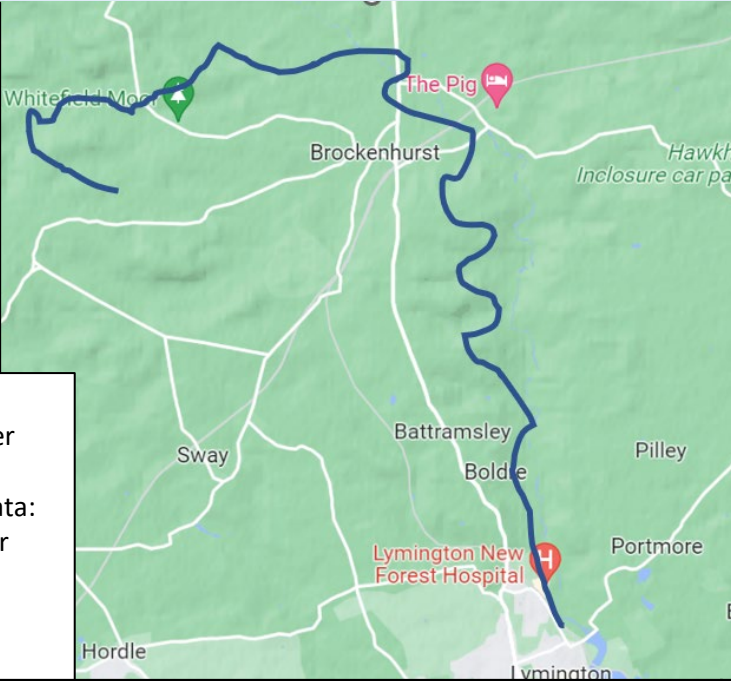 The Pig
Whitefield Moor
Brockenhurst
Hawkh
Inclosure car pa
Battramsley
Sway
Boldre
Pilley
er
ata:
r
Lymington New
Forest Hospital
H
Portmore
Hordle
Lymington